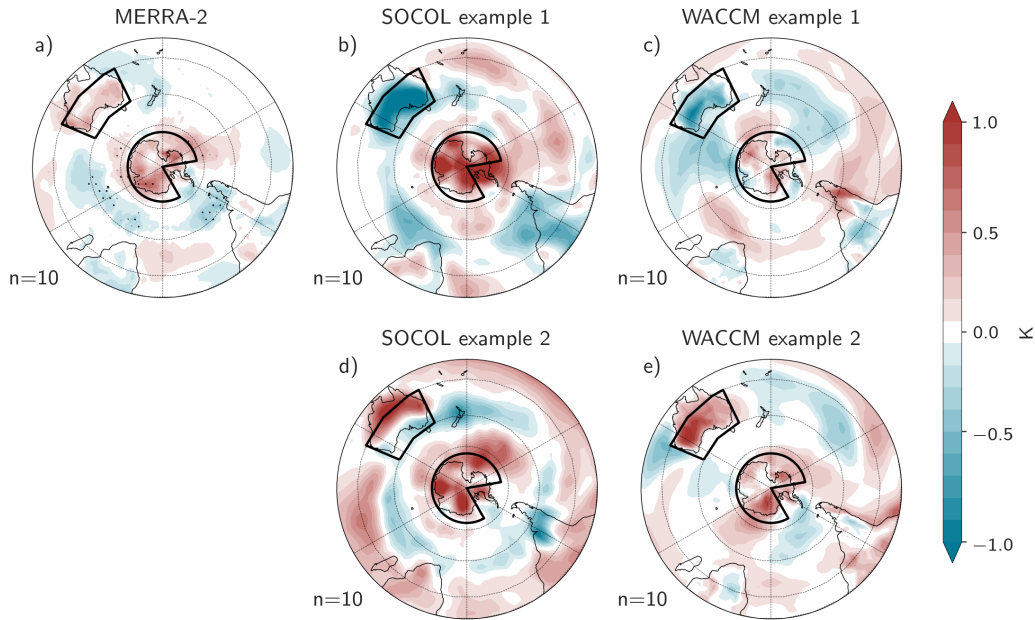 MERRA-2
SOCOL example 1
WACCM example 1
a)
b)
c)
n=10
n=10
n=10
SOCOL example 2
WACCM example 2
d)
e)
n=10
n=10
1.0
0.5
0.0
−0.5
−1.0
K